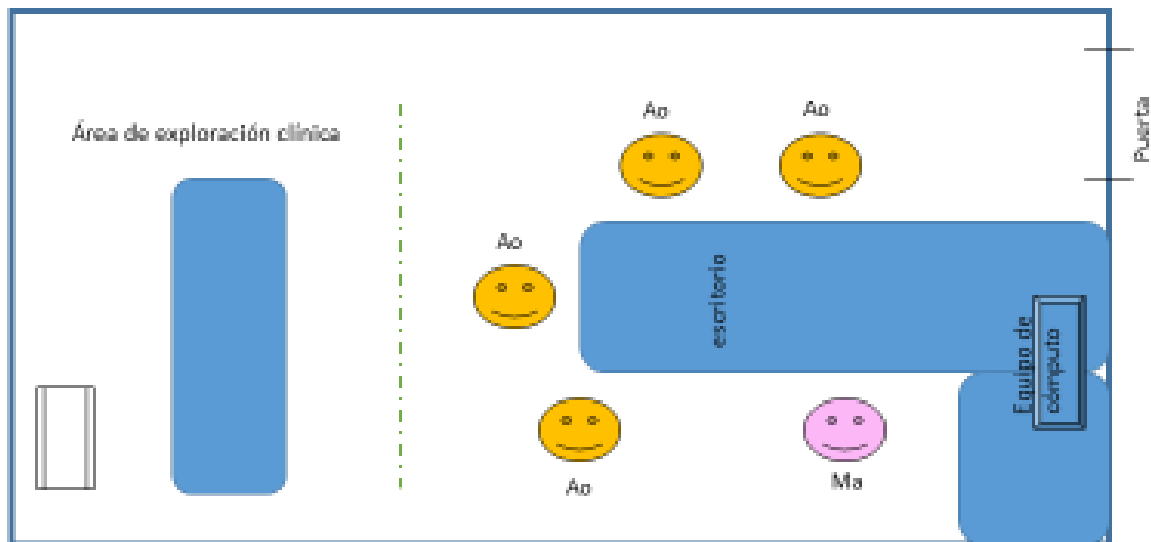 Ao
Ao
Puerta
Área de exploración clínica
Ao
escritorio
Equipo de
cómputo
Ao
Ma